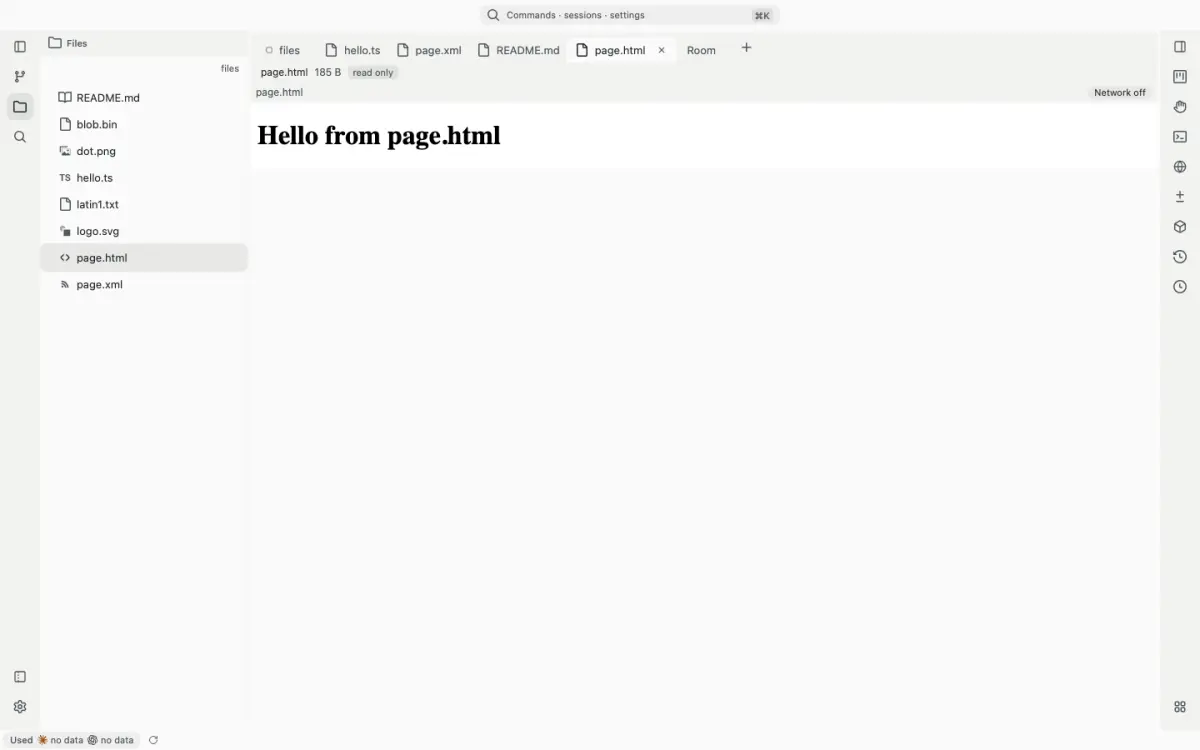 Commands · sessions · settings ⌘K
Files
files
README.md
blob.bin
dot.png
TS hello.ts
latin1.txt
logo.svg
page.html
page.xml
files hello.ts page.xml README.md page.html × Room +
page.html 185 B read only
page.html Network off
Hello from page.html
Used no data no data